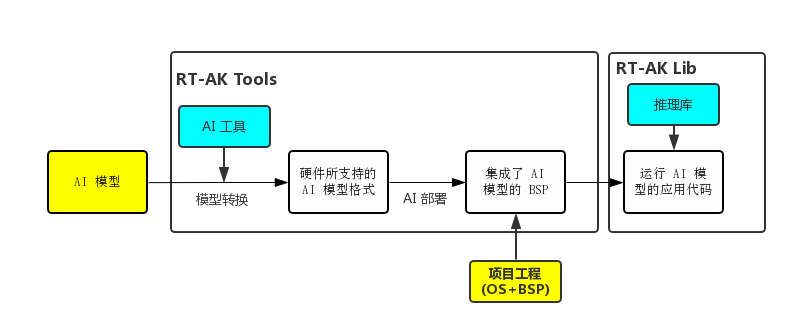 RT-AK Tools
RT-AK Lib
AI 工具
推理库
AI 模型
模型转换
硬件所支持的
AI 模型格式
AI 部署
集成了 AI
模型的 BSP
运行 AI 模
型的应用代码
项目工程
(OS+BSP)